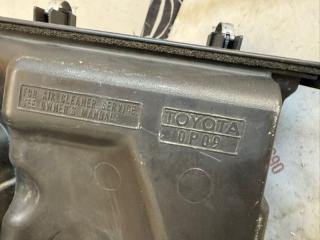 FOR AIR CLEANER SERVICE
SEE OWNER'S MANUAL
TOYOTA
0P09